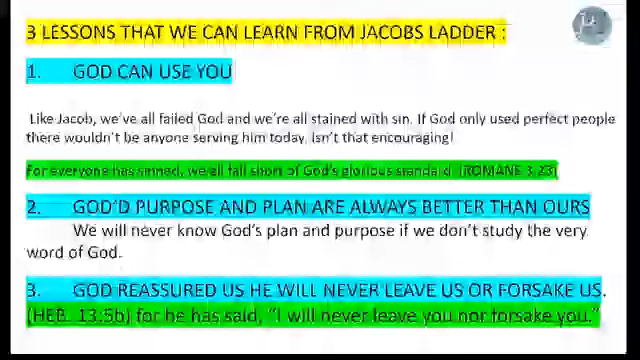 3 LESSONS THAT WE CAN LEARN FROM JACOBS LADDER :
1. GOD CAN USE YOU
Like Jacob, we've all failed God and we're all stained with sin. If God only used perfect people
there wouldn't be anyone serving him today. Isn't that encouraging!
For everyone has sinned, we all fall short of God's glorious standard. (ROMANE 3:23)
2. GOD'D PURPOSE AND PLAN ARE ALWAYS BETTER THAN OURS
We will never know God's plan and purpose if we don't study the very
word of God.
3. GOD REASSURED US HE WILL NEVER LEAVE US OR FORSAKE US.
(HEB. 13:5b) for he has said, "I will never leave you nor forsake you."